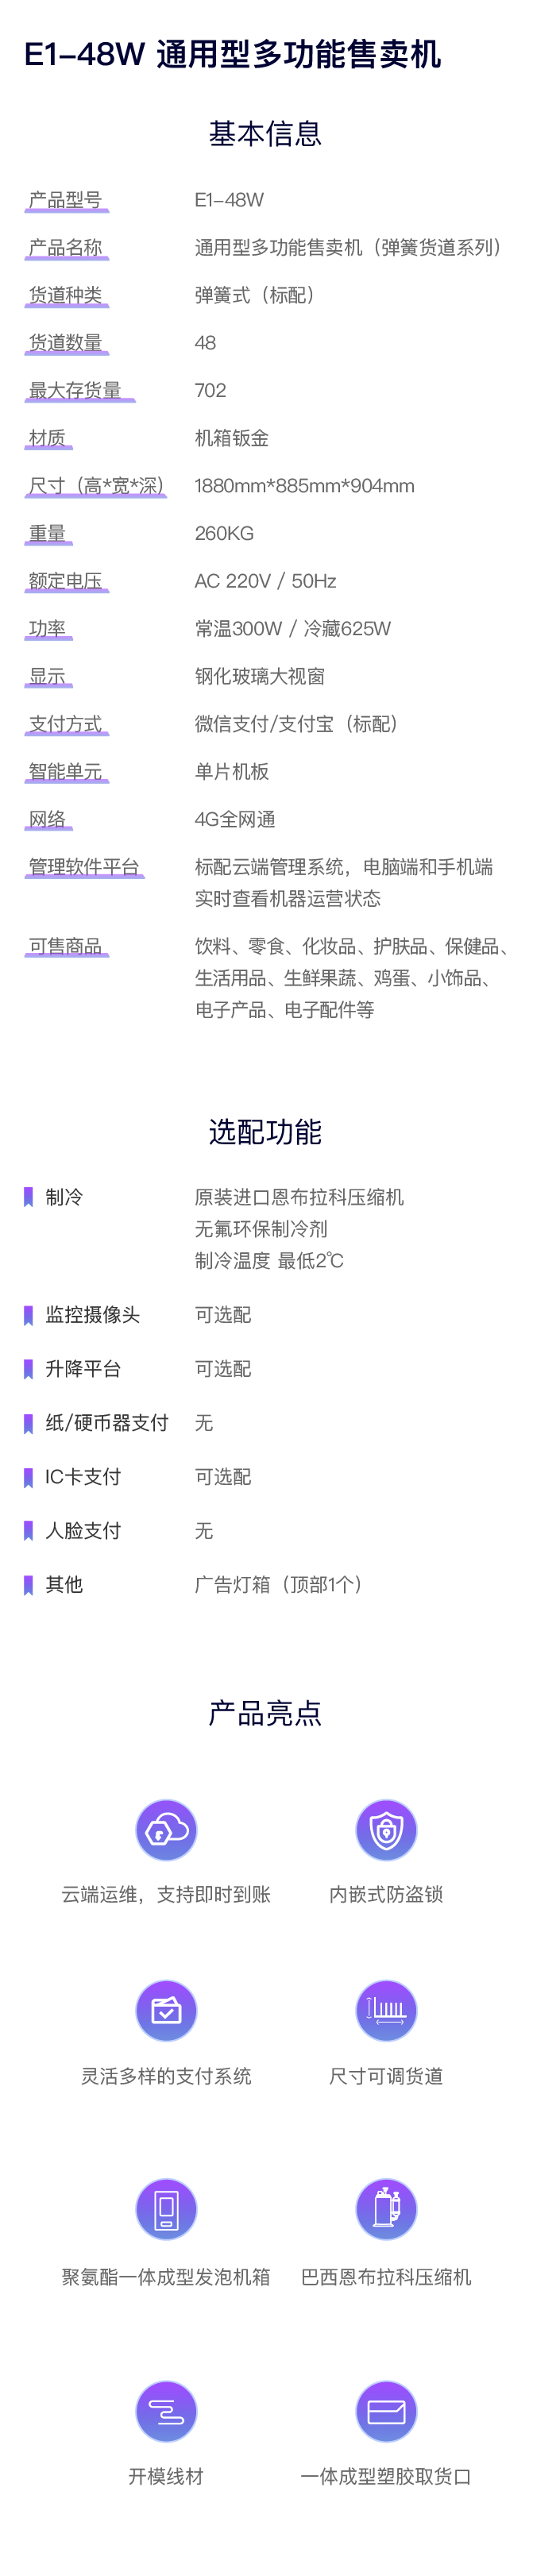 E1-48W 通用型多功能售卖机
基本信息
产品型号 E1-48W
产品名称 通用型多功能售卖机（弹簧货道系列）
货道种类 弹簧式（标配）
货道数量 48
最大存货量 702
材质 机箱钣金
尺寸（高*宽*深） 1880mm*885mm*904mm
重量 260KG
额定电压 AC 220V / 50Hz
功率 常温300W / 冷藏625W
显示 钢化玻璃大视窗
支付方式 微信支付/支付宝（标配）
智能单元 单片机板
网络 4G全网通
管理软件平台 标配云端管理系统，电脑端和手机端
实时查看机器运营状态
可售商品 饮料、零食、化妆品、护肤品、保健品、
生活用品、生鲜果蔬、鸡蛋、小饰品、
电子产品、电子配件等
选配功能
制冷 原装进口恩布拉科压缩机
无氟环保制冷剂
制冷温度 最低2℃
监控摄像头 可选配
升降平台 可选配
纸/硬币器支付 无
IC卡支付 可选配
人脸支付 无
其他 广告灯箱（顶部1个）
产品亮点
云端运维，支持即时到账 内嵌式防盗锁
灵活多样的支付系统 尺寸可调货道
聚氨酯一体成型发泡机箱 巴西恩布拉科压缩机
开模线材 一体成型塑胶取货口